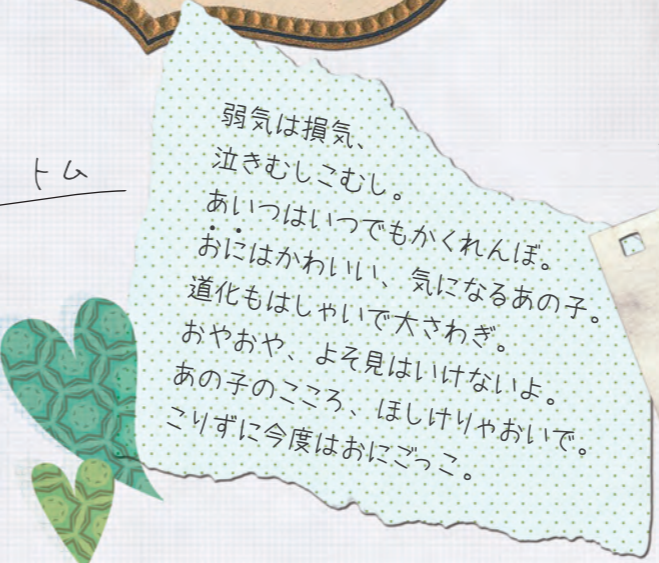 トム
弱気は損気、
泣きむしこむし。
あいつはいつでもかくれんぼ。
おにはかわいい、気になるあの子。
道化もはしゃいで大さわぎ。
おやおや、よそ見はいけないよ。
あの子のこころ、ほしけりゃおいで。
こりずに今度はおにごっこ。